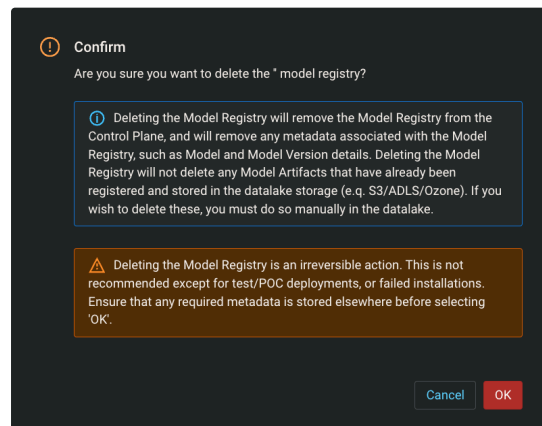 Confirm
Are you sure you want to delete the " model registry?
Deleting the Model Registry will remove the Model Registry from the
Control Plane, and will remove any metadata associated with the Model
Registry, such as Model and Model Version details. Deleting the Model
Registry will not delete any Model Artifacts that have already been
registered and stored in the datalake storage (e.q. S3/ADLS/Ozone). If you
wish to delete these, you must do so manually in the datalake.
Deleting the Model Registry is an irreversible action. This is not
recommended except for test/POC deployments, or failed installations.
Ensure that any required metadata is stored elsewhere before selecting
'OK'.
Cancel OK